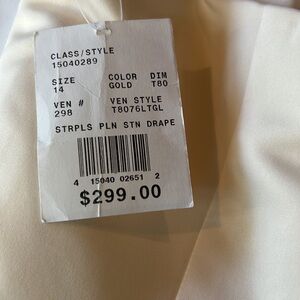 CLASS/STYLE
15040289
SIZE COLOR DIM
14 GOLD T80
VEN # VEN STYLE
298 T8076LTGL
STRPLS PLN STN DRAPE
4 15040 02651 2
$299.00